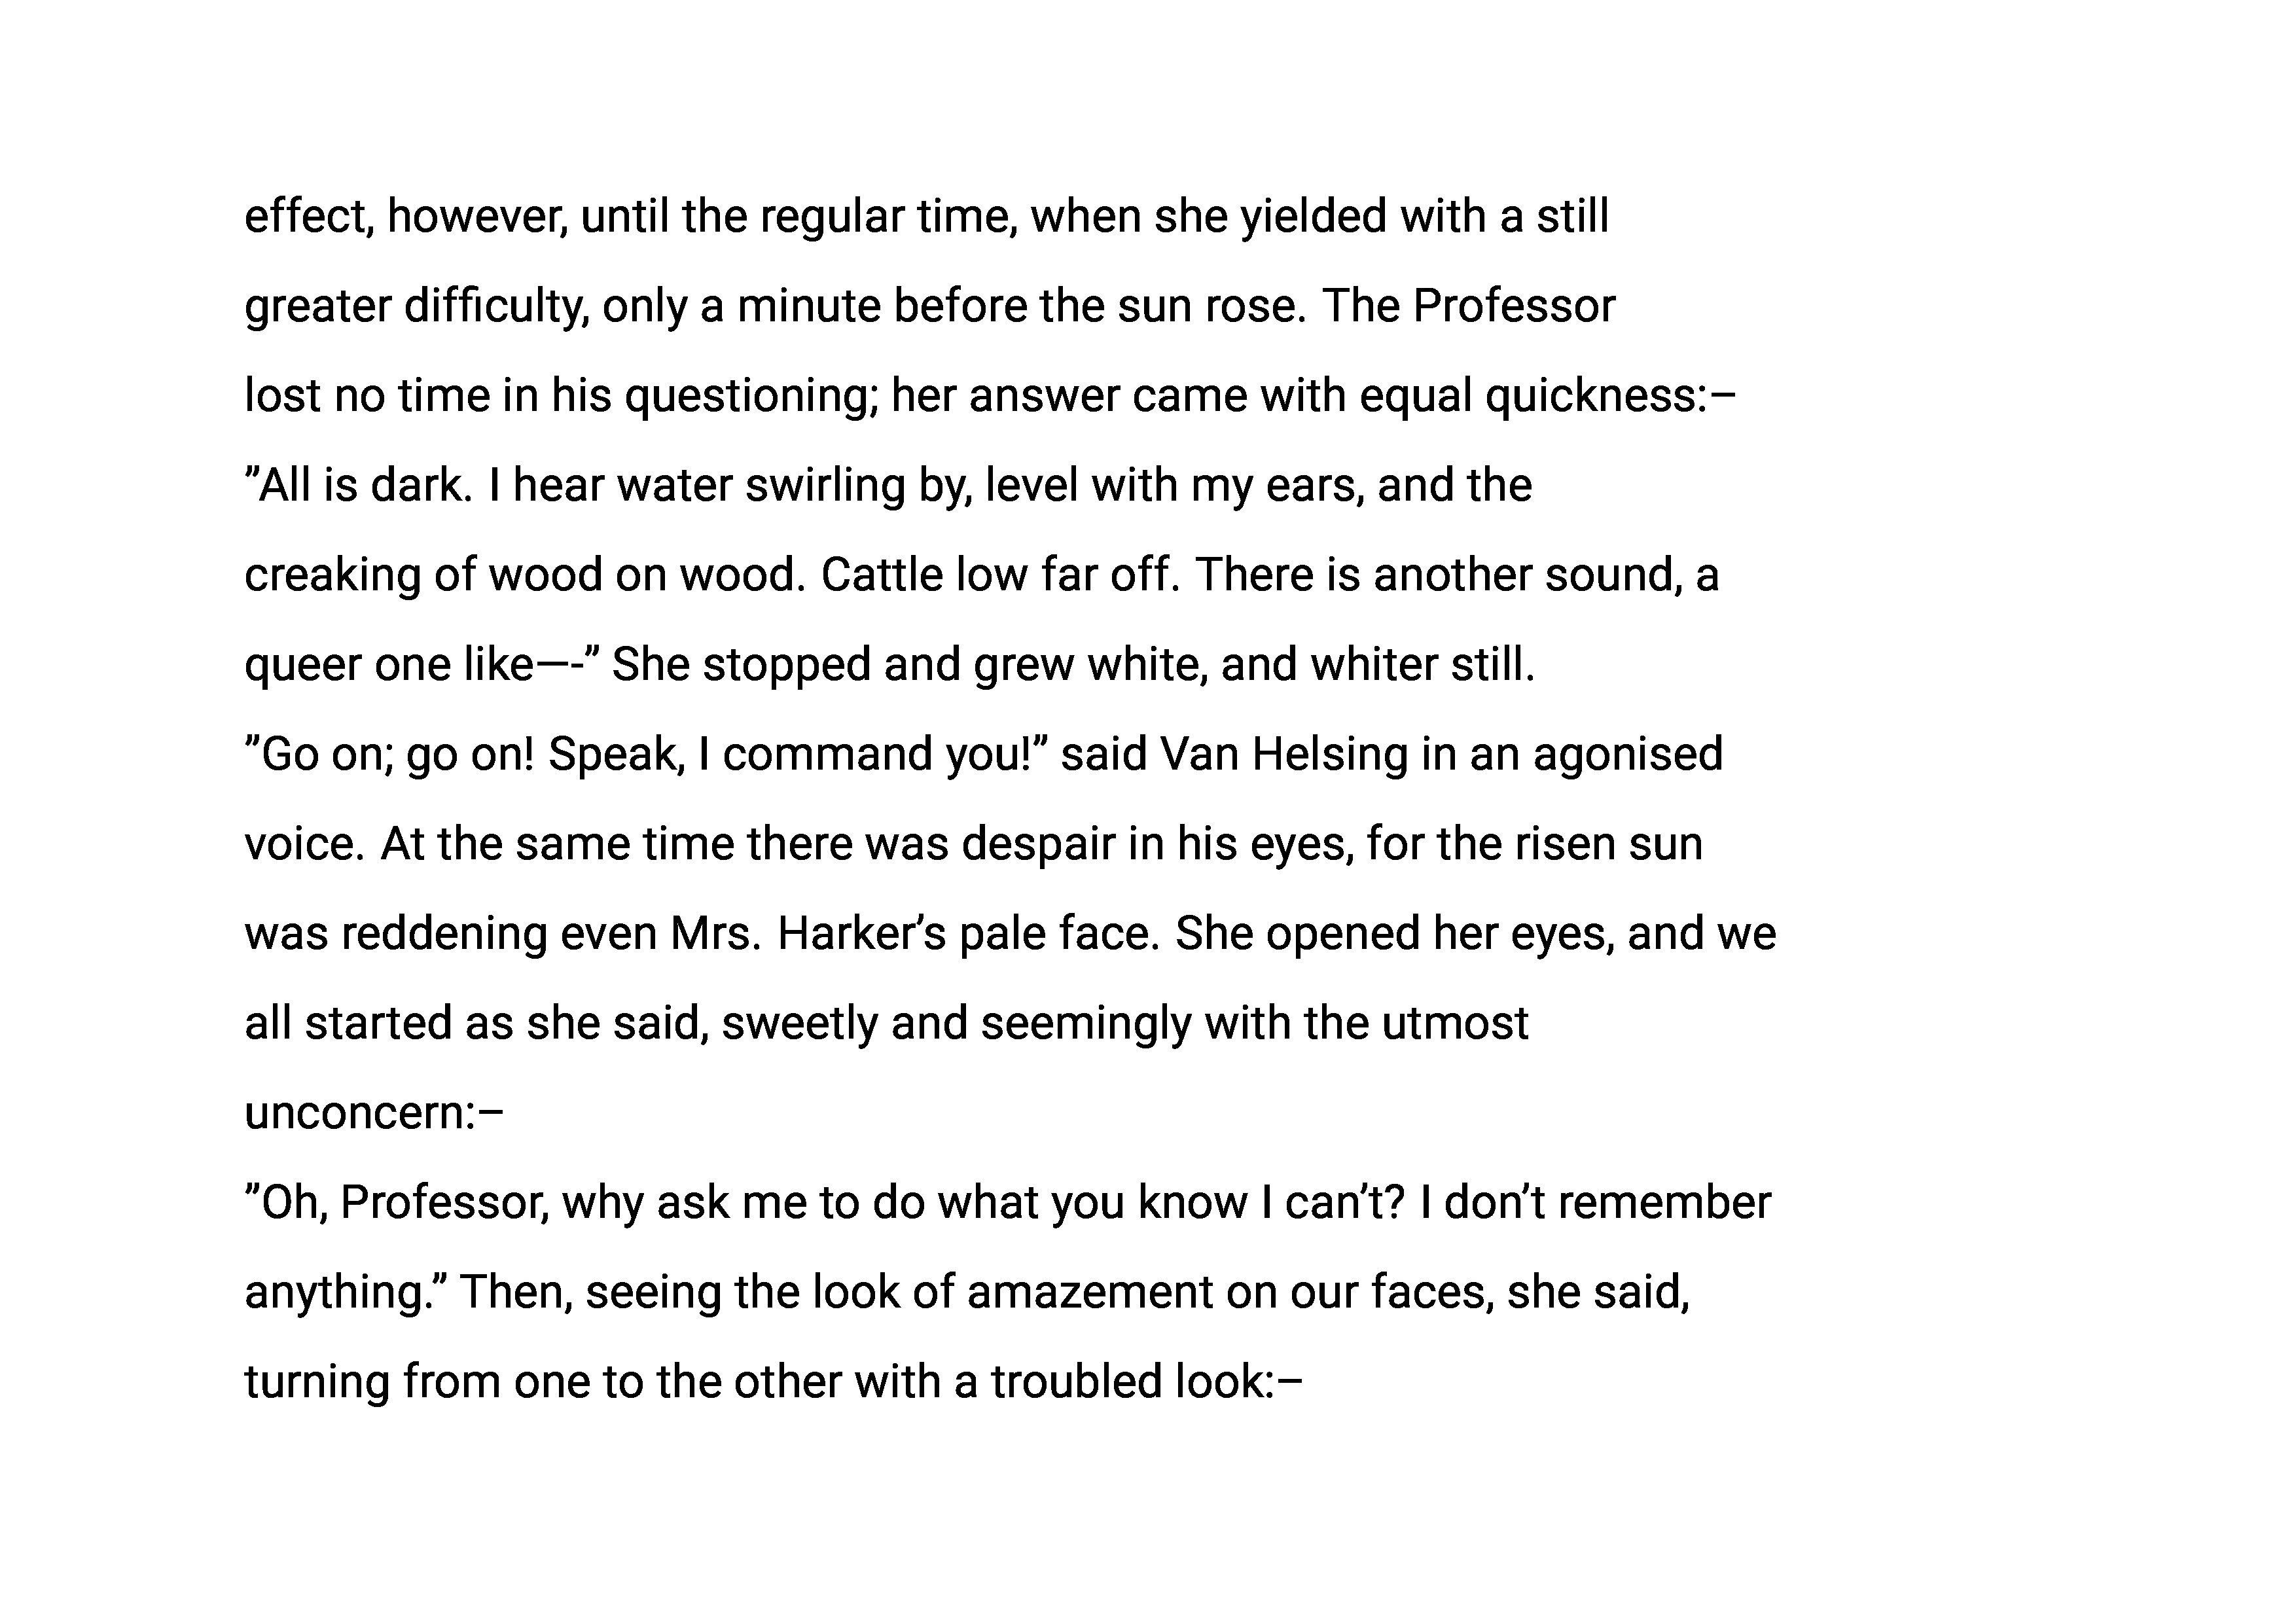 effect, however, until the regular time, when she yielded with a still
greater difficulty, only a minute before the sun rose. The Professor
lost no time in his questioning; her answer came with equal quickness:–
”All is dark. I hear water swirling by, level with my ears, and the
creaking of wood on wood. Cattle low far off. There is another sound, a
queer one like—-” She stopped and grew white, and whiter still.
”Go on; go on! Speak, I command you!” said Van Helsing in an agonised
voice. At the same time there was despair in his eyes, for the risen sun
was reddening even Mrs. Harker’s pale face. She opened her eyes, and we
all started as she said, sweetly and seemingly with the utmost
unconcern:–
”Oh, Professor, why ask me to do what you know I can’t? I don’t remember
anything.” Then, seeing the look of amazement on our faces, she said,
turning from one to the other with a troubled look:–